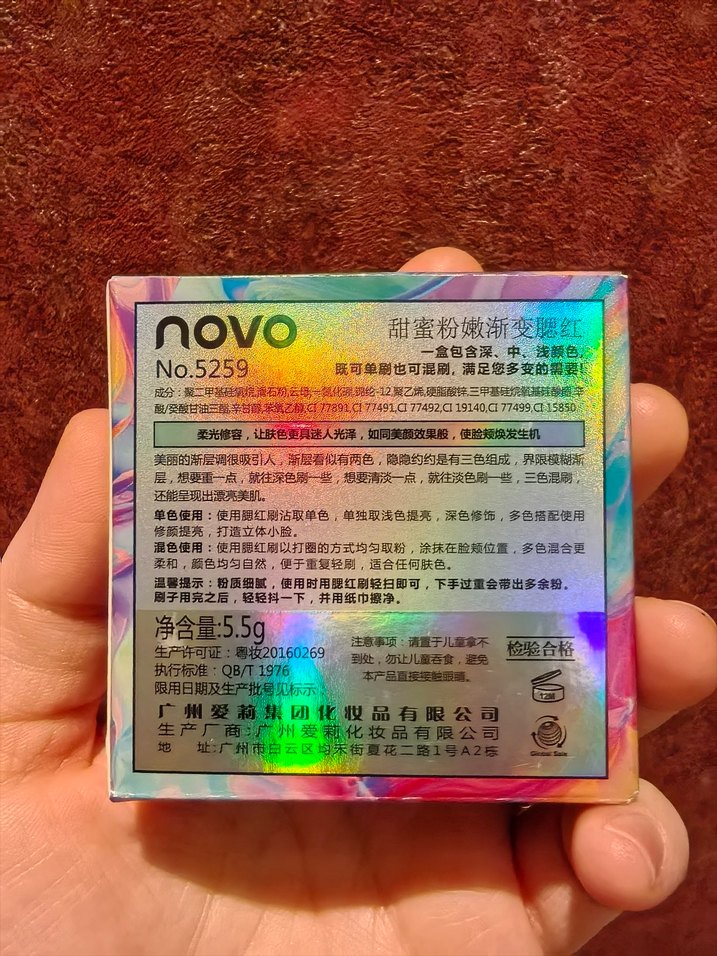 novo
甜蜜粉嫩渐变腮红
一盒包含深、中、浅颜色,
No.5259
既可单刷也可混刷，满足您多变的需要!
成分：聚二甲基硅氧烷,滑石粉,云母,一氮化硼,锦纶-12,聚乙烯,硬脂酸锌,三甲基硅烷氧基硅酸酯,辛
酸/癸酸甘油三酯,辛甘醇,苯氧乙醇,CI 77891,CI 77491,CI 77492,CI 19140,CI 77499,CI 15850
柔光修容，让肤色更具迷人光泽，如同美颜效果般，使脸颊焕发生机
美丽的渐层调很吸引人，渐层看似有两色，隐隐约约是有三色组成，界限模糊渐
层，想要重一点，就往深色刷一些，想要清淡一点，就往淡色刷一些，三色混刷，
还能呈现出漂亮美肌。
单色使用：使用腮红刷沾取单色，单独取浅色提亮，深色修饰，多色搭配使用
修颜提亮，打造立体小脸。
混色使用：使用腮红刷以打圈的方式均匀取粉，涂抹在脸颊位置，多色混合更
柔和，颜色均匀自然，便于重复轻刷，适合任何肤色。
温馨提示：粉质细腻，使用时用腮红刷轻扫即可，下手过重会带出多余粉。
刷子用完之后，轻轻抖一下，并用纸巾擦净。
净含量:5.5g
生产许可证：粤妆20160269
执行标准：QB/T 1976
限用日期及生产批号见标示
注意事项：请置于儿童拿不
到处，勿让儿童吞食，避免
本产品直接接触眼睛。
检验合格
12M
广州爱莉集团化妆品有限公司
生产厂商:广州爱莉化妆品有限公司
地 址:广州市白云区均禾街夏花二路1号A2栋
Global Sale